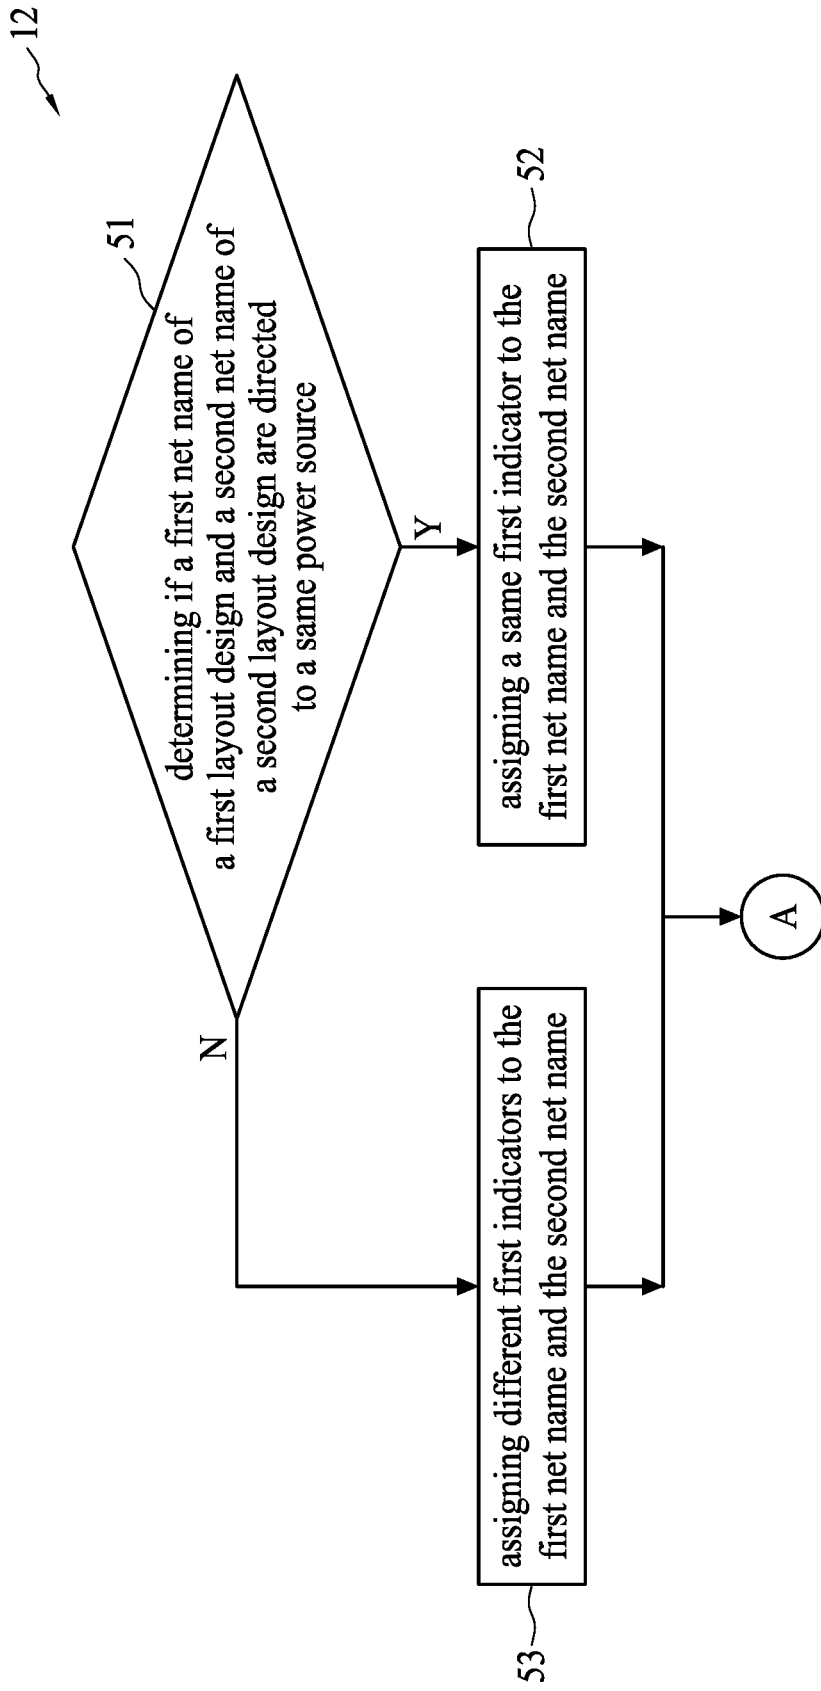 12
51
determining if a first net name of
a first layout design and a second net name of
a second layout design are directed
to a same power source
N
Y
53
assigning different first indicators to the
first net name and the second net name
52
assigning a same first indicator to the
first net name and the second net name
A